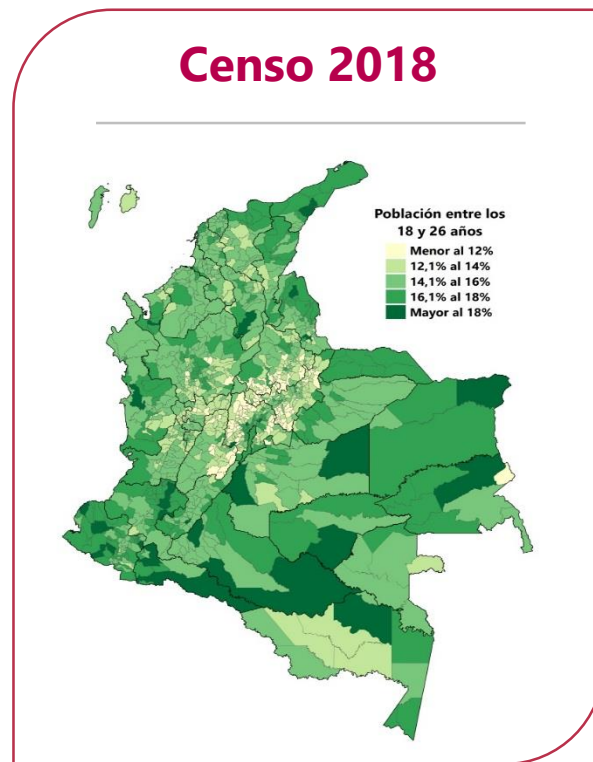 Censo 2018
Población entre los
18 y 26 años
Menor al 12%
12,1% al 14%
14,1% al 16%
16,1% al 18%
Mayor al 18%